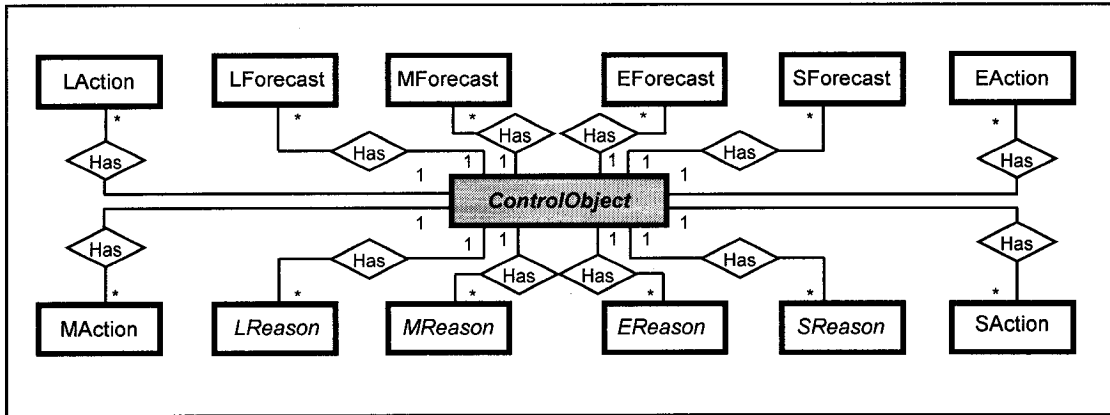 LAction LForecast MForecast EForecast SForecast EAction
* * * * * *
Has Has Has Has Has Has
1 1 1 1 1 1
ControlObject
1 1 1 1 1 1
Has Has Has Has Has Has
* * * * * *
MAction LReason MReason EReason SReason SAction